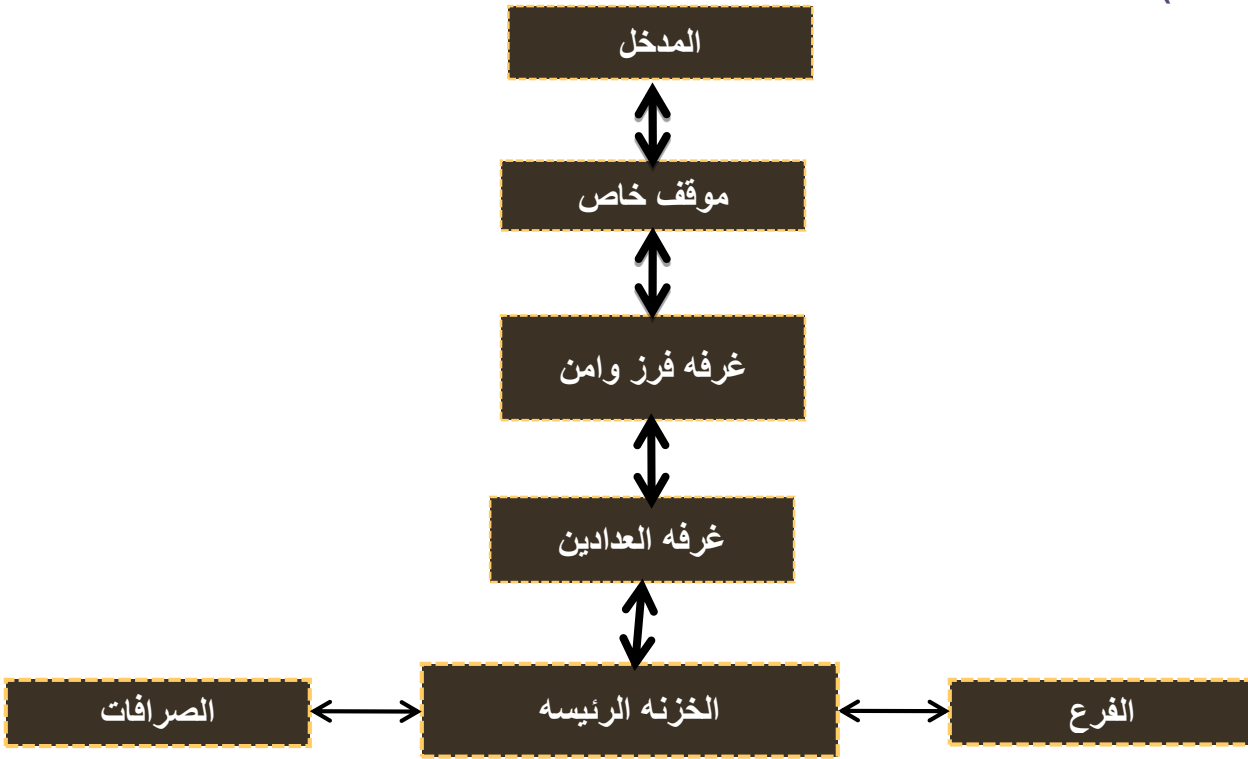 المدخل
موقف خاص
غرفه فرز وامن
غرفه العدادين
الخزنه الرئيسه
الصرافات
الفرع